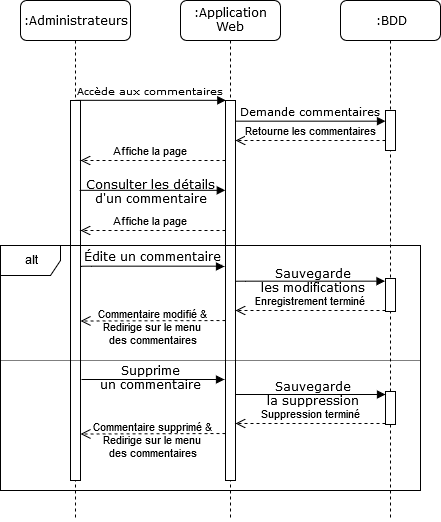 :Administrateurs
:Application
Web
:BDD
Accède aux commentaires
Demande commentaires
Retourne les commentaires
Affiche la page
Consulter les détails
d'un commentaire
Affiche la page
alt
Édite un commentaire
Sauvegarde
les modifications
Enregistrement terminé
Commentaire modifié &
Redirige sur le menu
des commentaires
Supprime
un commentaire
Sauvegarde
la suppression
Suppression terminé
Commentaire supprimé &
Redirige sur le menu
des commentaires